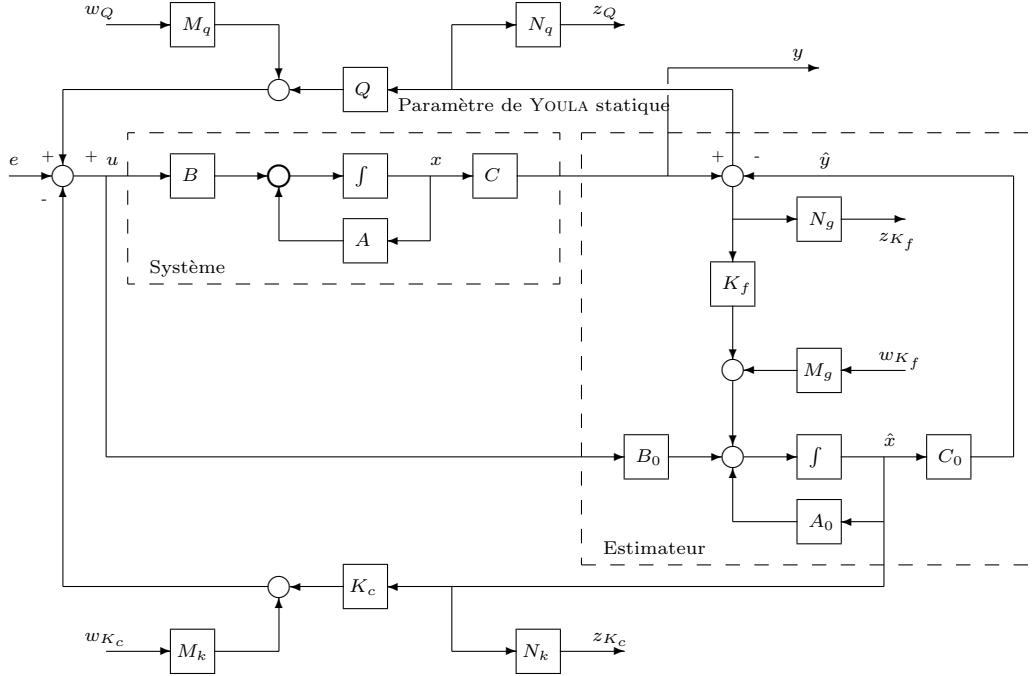 w_Q M_q N_q z_Q
y
Q
Paramètre de YOULA statique
e + + u B ∫ x C + - ŷ
-
A N_g z_{K_f}
Système
K_f
M_g w_{K_f}
B_0 ∫ x̂ C_0
A_0
Estimateur
K_c
w_{K_c} M_k N_k z_{K_c}